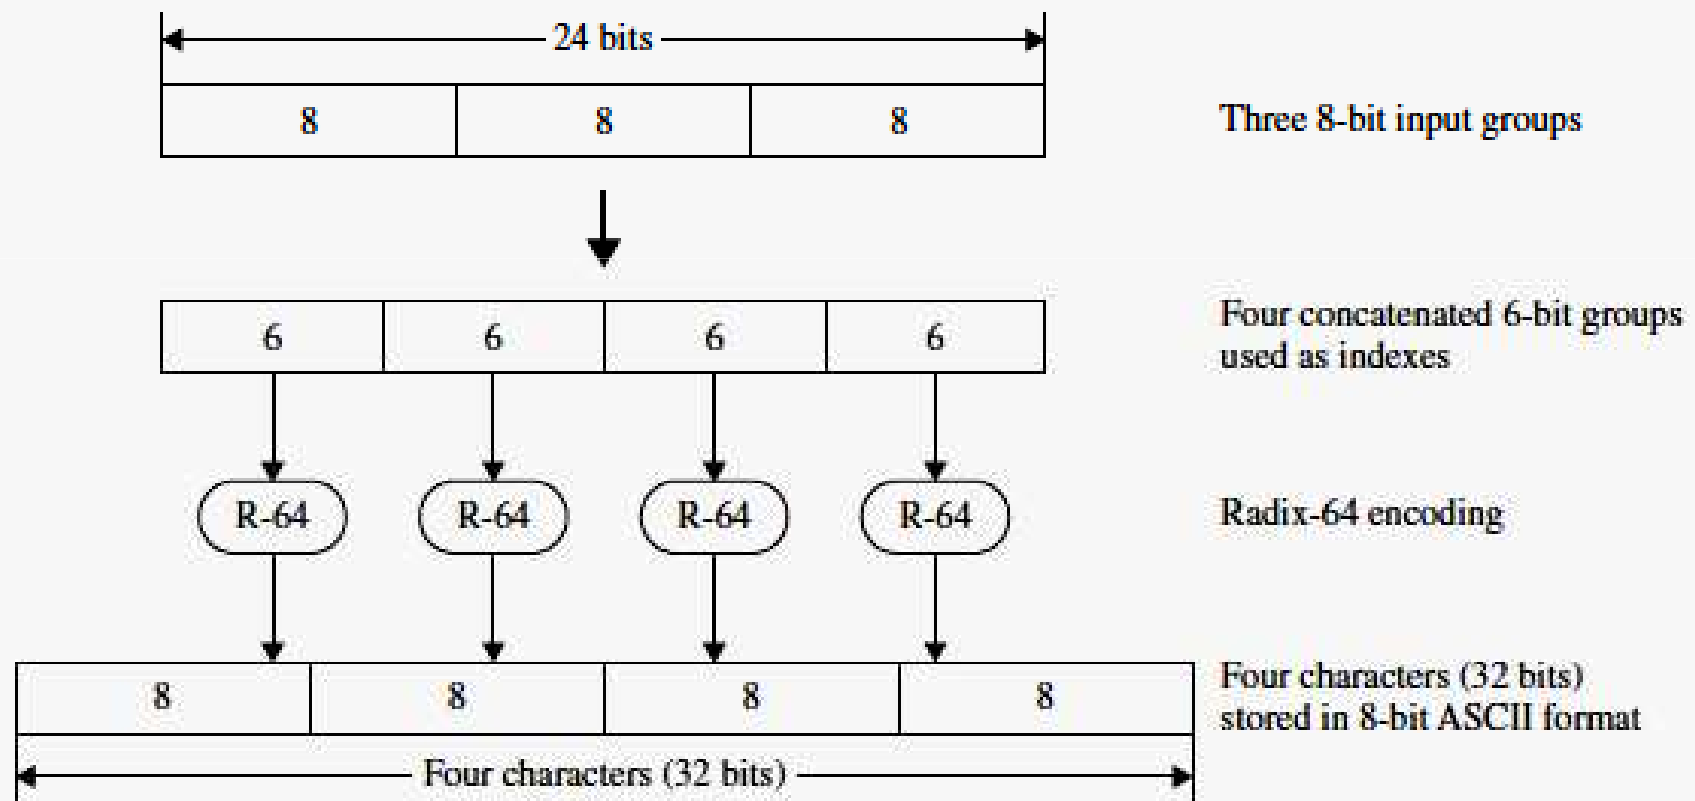 24 bits
8 8 8
Three 8-bit input groups
6 6 6 6
Four concatenated 6-bit groups
used as indexes
R-64 R-64 R-64 R-64
Radix-64 encoding
8 8 8 8
Four characters (32 bits)
stored in 8-bit ASCII format
Four characters (32 bits)